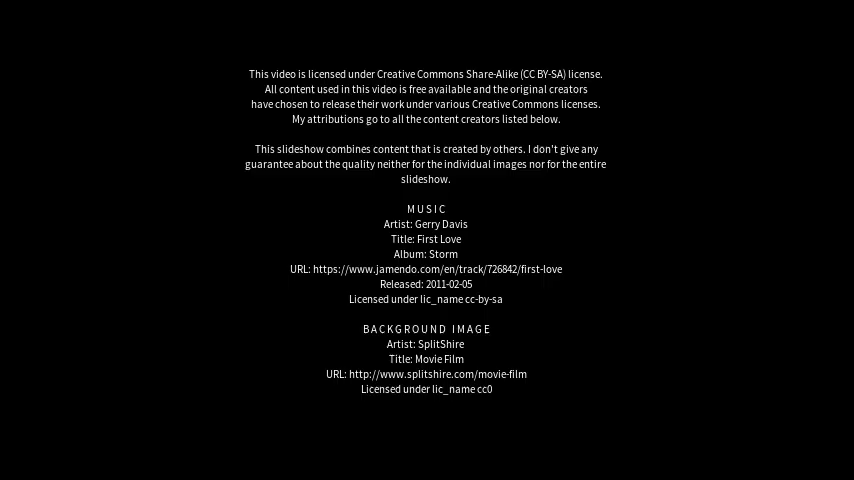 This video is licensed under Creative Commons Share-Alike (CC BY-SA) license.
All content used in this video is free available and the original creators
have chosen to release their work under various Creative Commons licenses.
My attributions go to all the content creators listed below.
This slideshow combines content that is created by others. I don't give any
guarantee about the quality neither for the individual images nor for the entire
slideshow.
MUSIC
Artist: Gerry Davis
Title: First Love
Album: Storm
URL: https://www.jamendo.com/en/track/726842/first-love
Released: 2011-02-05
Licensed under lic_name cc-by-sa
BACKGROUND IMAGE
Artist: SplitShire
Title: Movie Film
URL: http://www.splitshire.com/movie-film
Licensed under lic_name cc0